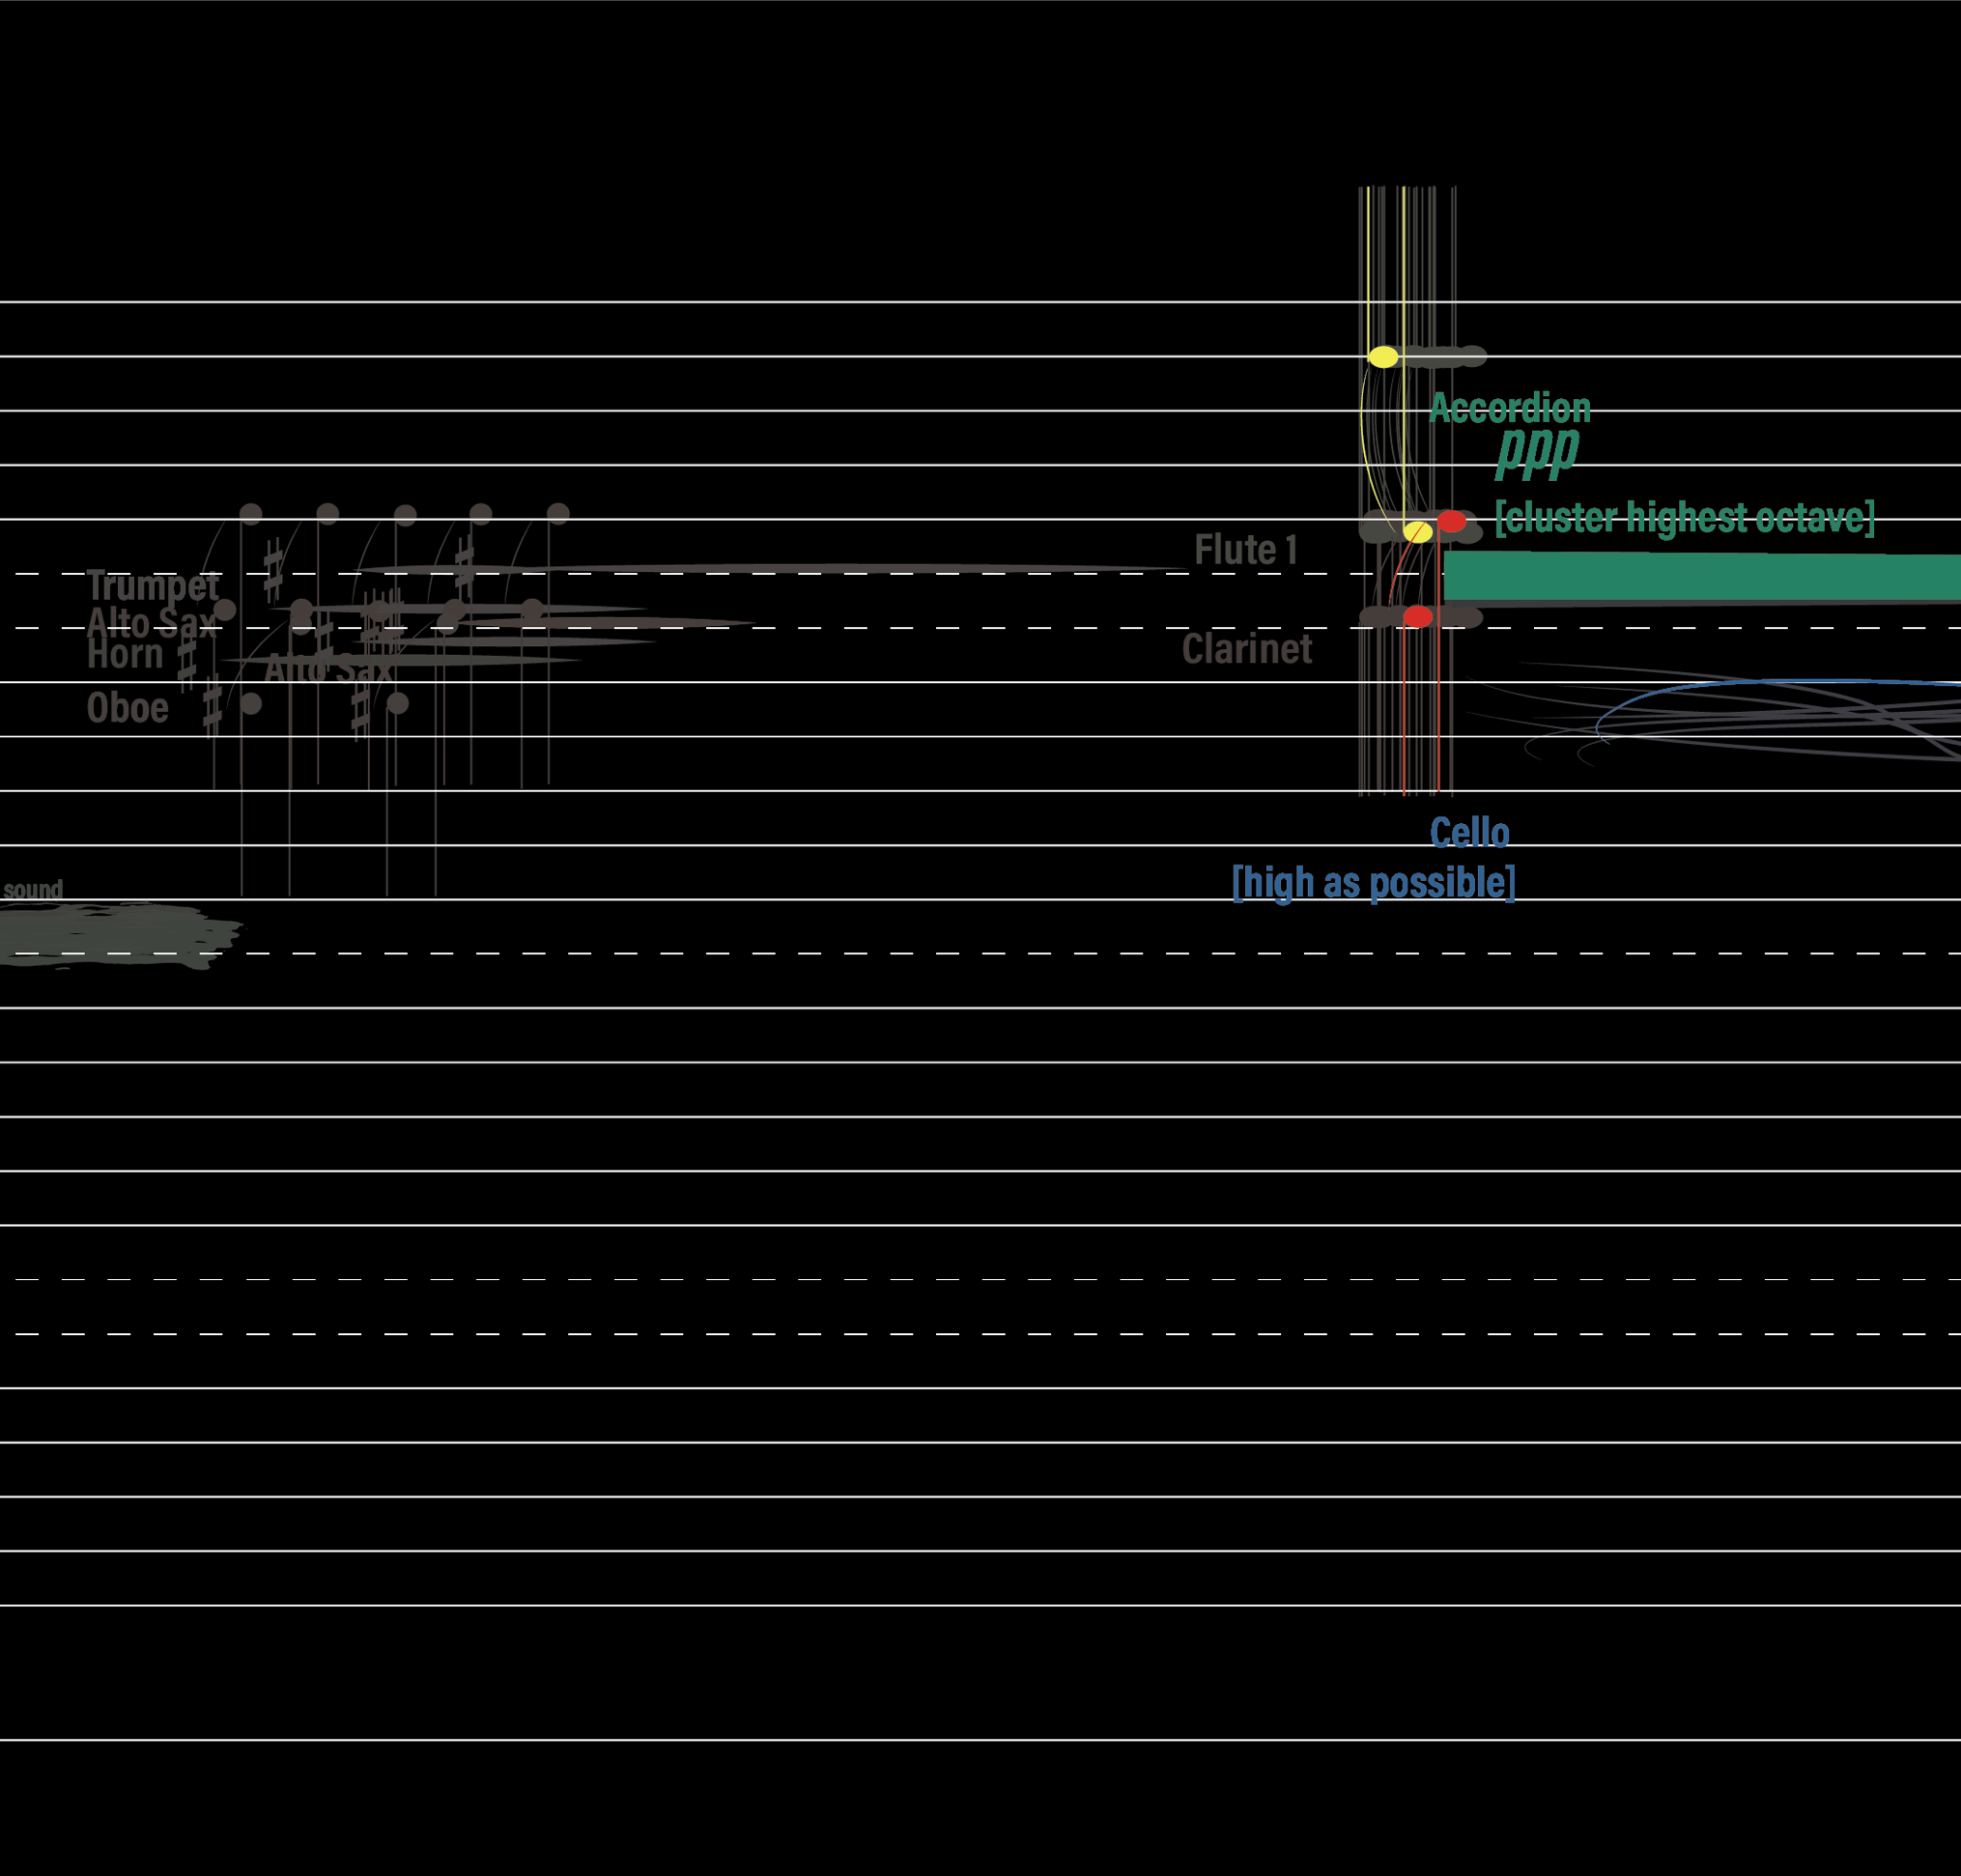 Accordion
ppp
[cluster highest octave]
Flute 1
Trumpet
Alto Sax
Horn
Alto Sax
Clarinet
Oboe
Cello
[high as possible]
sound